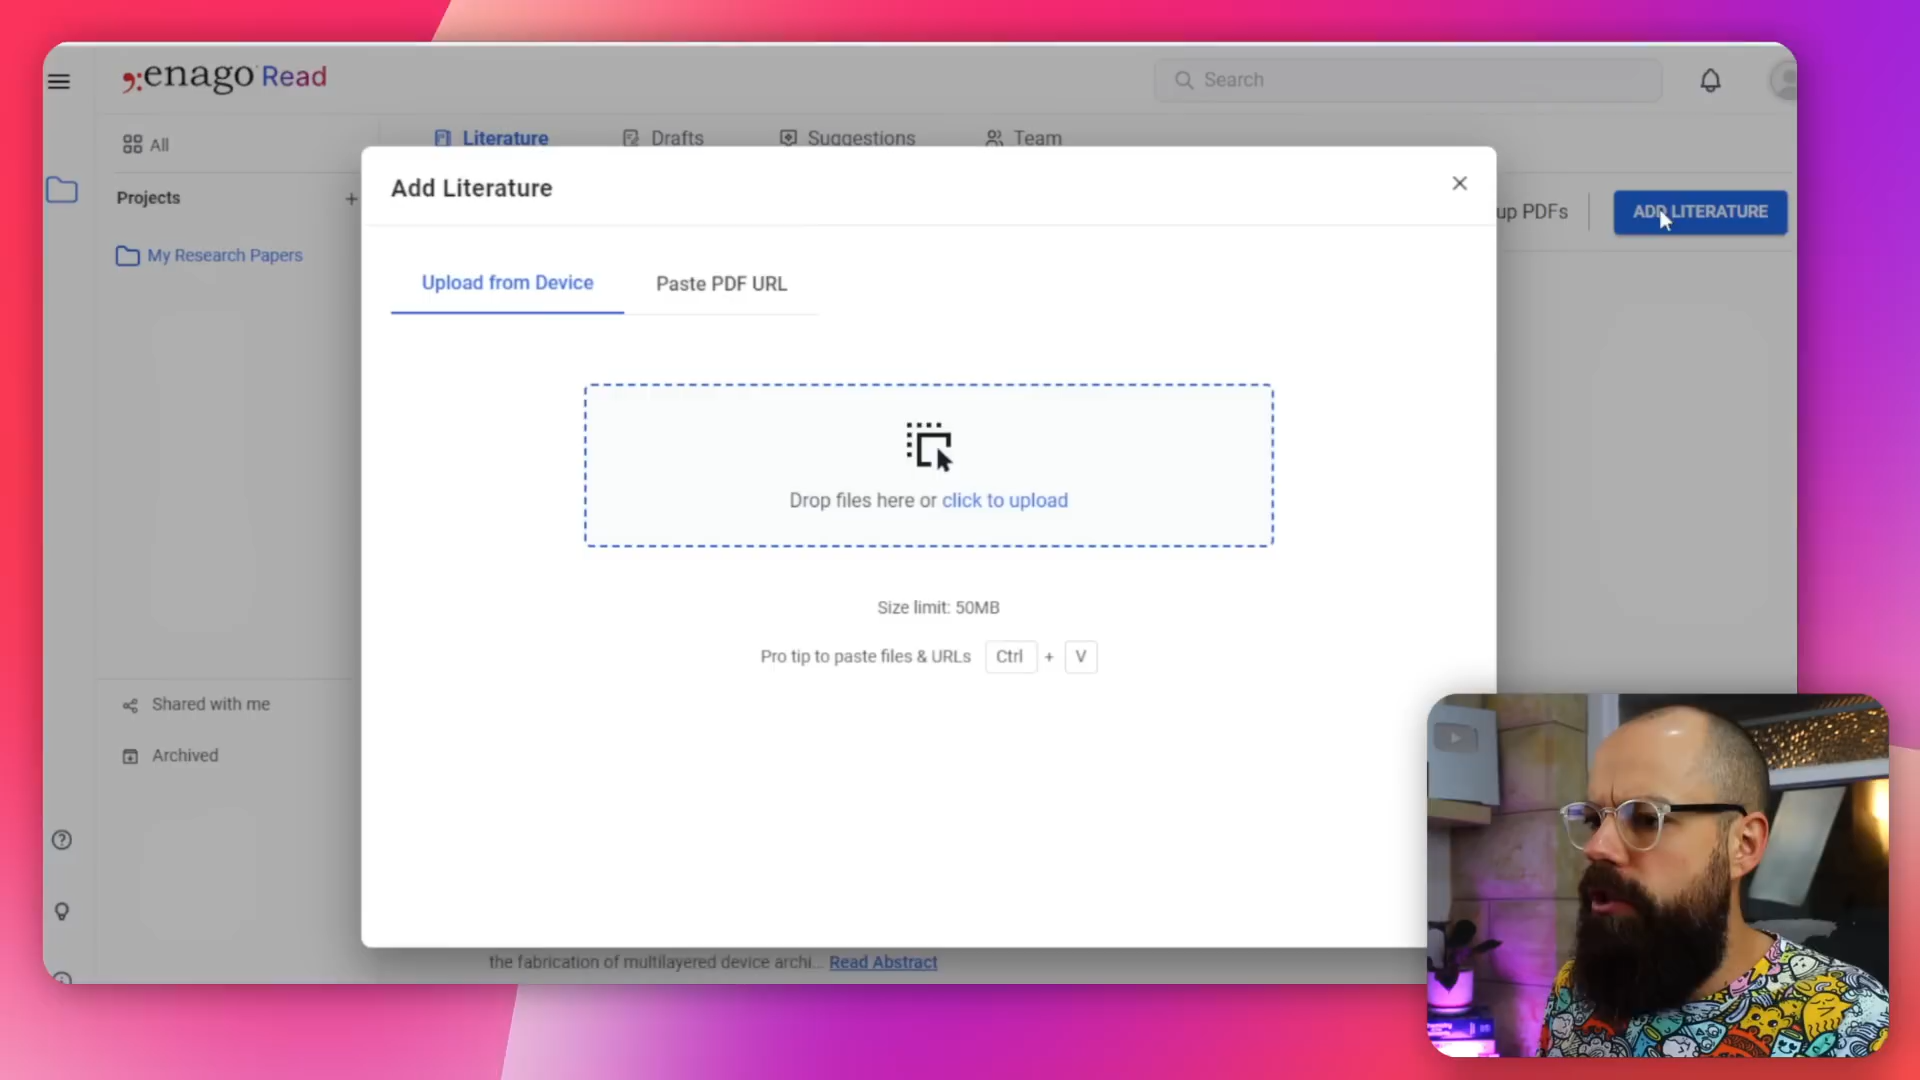 enago Read
Search
All
Literature
Drafts
Suggestions
Team
Projects
+
up PDFs
ADD LITERATURE
My Research Papers
Add Literature
Upload from Device
Paste PDF URL
Drop files here or click to upload
Size limit: 50MB
Pro tip to paste files & URLs Ctrl + V
Shared with me
Archived
the fabrication of multilayered device archi... Read Abstract